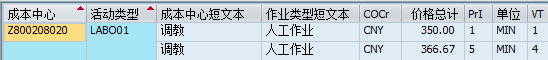 成本中心 活动类型 成本中心短文本 作业类型短文本 COCr 价格总计 PrI 单位 VT
Z800208020 LABO01 调教 人工作业 CNY 350.00 1 MIN 1
调教 人工作业 CNY 366.67 5 MIN 4